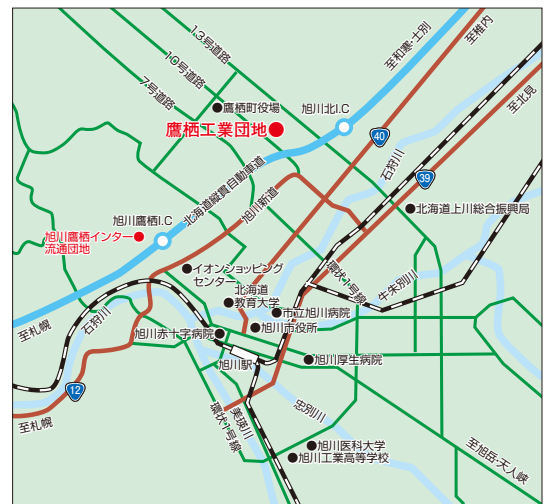 13号道路
10号道路
7号道路
至和寒・士別
至稚内
至北見
鷹栖町役場
旭川北I.C
鷹栖工業団地
40
石狩川
39
北海道縦貫自動車道
旭川新道
北海道上川総合振興局
旭川鷹栖I.C
旭川鷹栖インター
流通団地
イオンショッピング
センター
北海道
教育大学
環状1号線
牛朱別川
市立旭川病院
旭川市役所
石狩川
至札幌
旭川赤十字病院
旭川駅
旭川厚生病院
12
至札幌
環状1号線
美瑛川
忠別川
旭川医科大学
旭川工業高等学校
至旭岳・天人峡